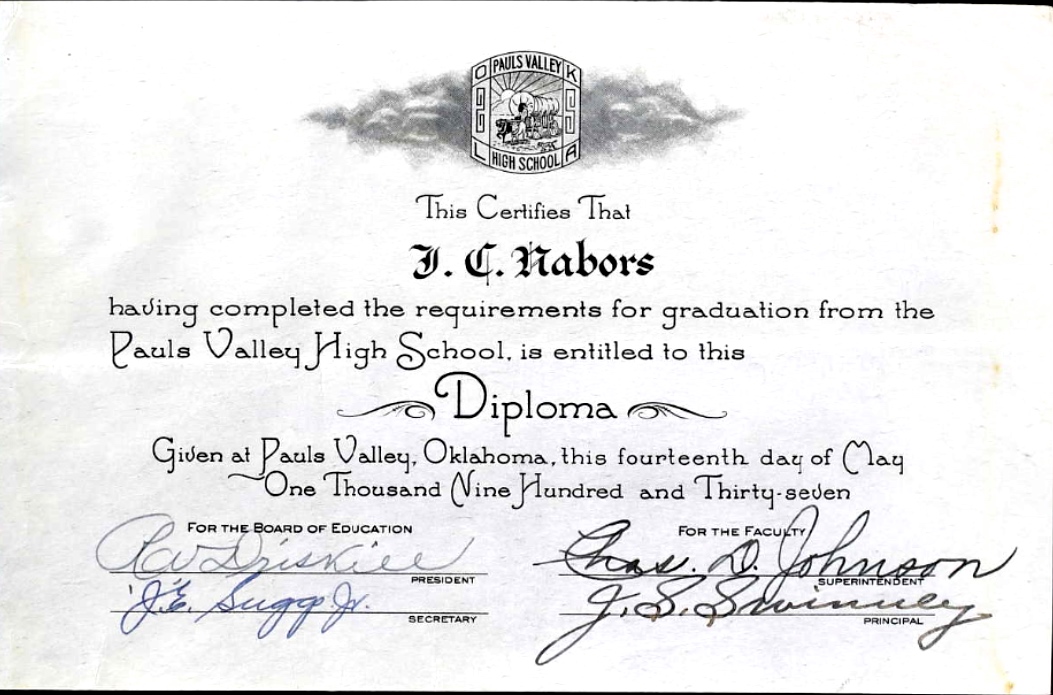 PAULS VALLEY
O K
L A
HIGH SCHOOL
This Certifies That
J. C. Nabors
having completed the requirements for graduation from the
Pauls Valley High School, is entitled to this
Diploma
Given at Pauls Valley, Oklahoma, this fourteenth day of May
One Thousand Nine Hundred and Thirty-seven
FOR THE BOARD OF EDUCATION
Driskill
PRESIDENT
J.E. Sugg Jr.
SECRETARY
FOR THE FACULTY
Chas. D. Johnson
SUPERINTENDENT
J. S. Swinney
PRINCIPAL